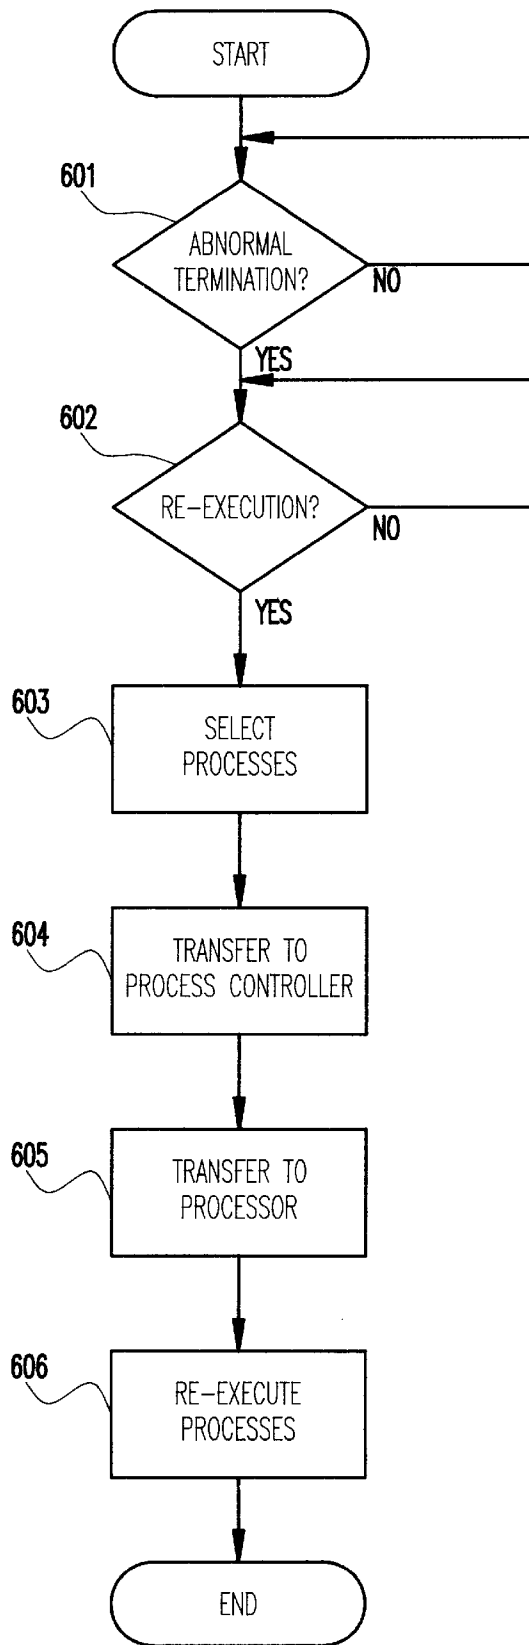 START
601
ABNORMAL
TERMINATION?
NO
YES
602
RE-EXECUTION?
NO
YES
603
SELECT
PROCESSES
604
TRANSFER TO
PROCESS CONTROLLER
605
TRANSFER TO
PROCESSOR
606
RE-EXECUTE
PROCESSES
END